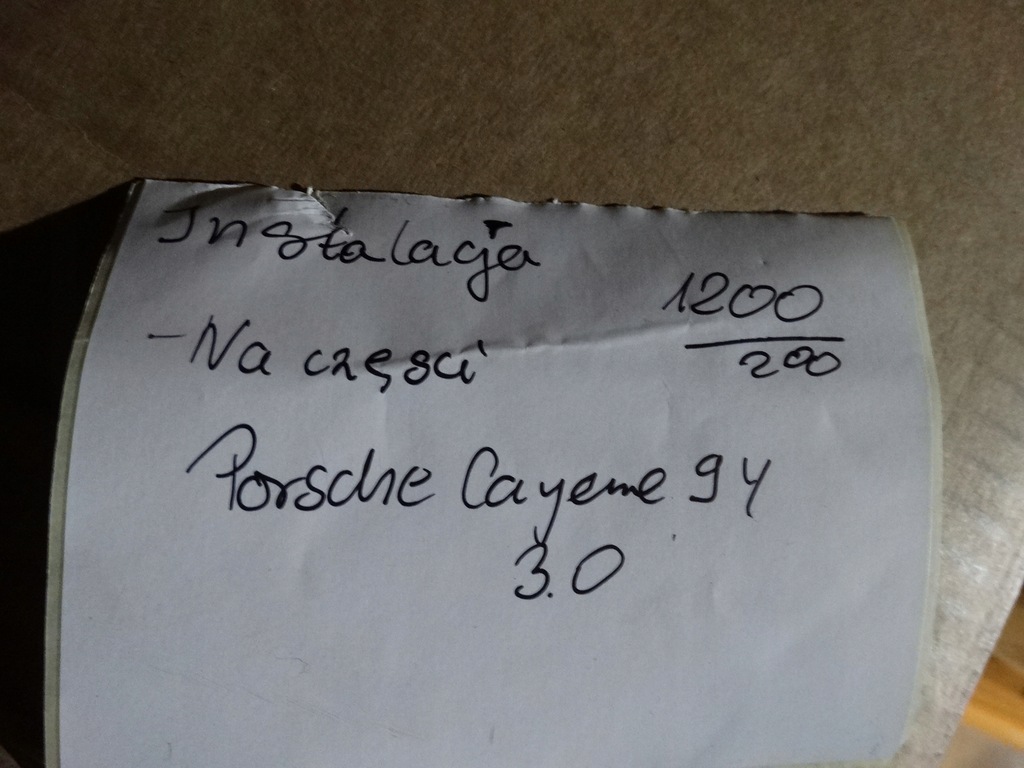 Instalacja
1200
- Na części
200
Porsche Cayenne 9Y
3.0